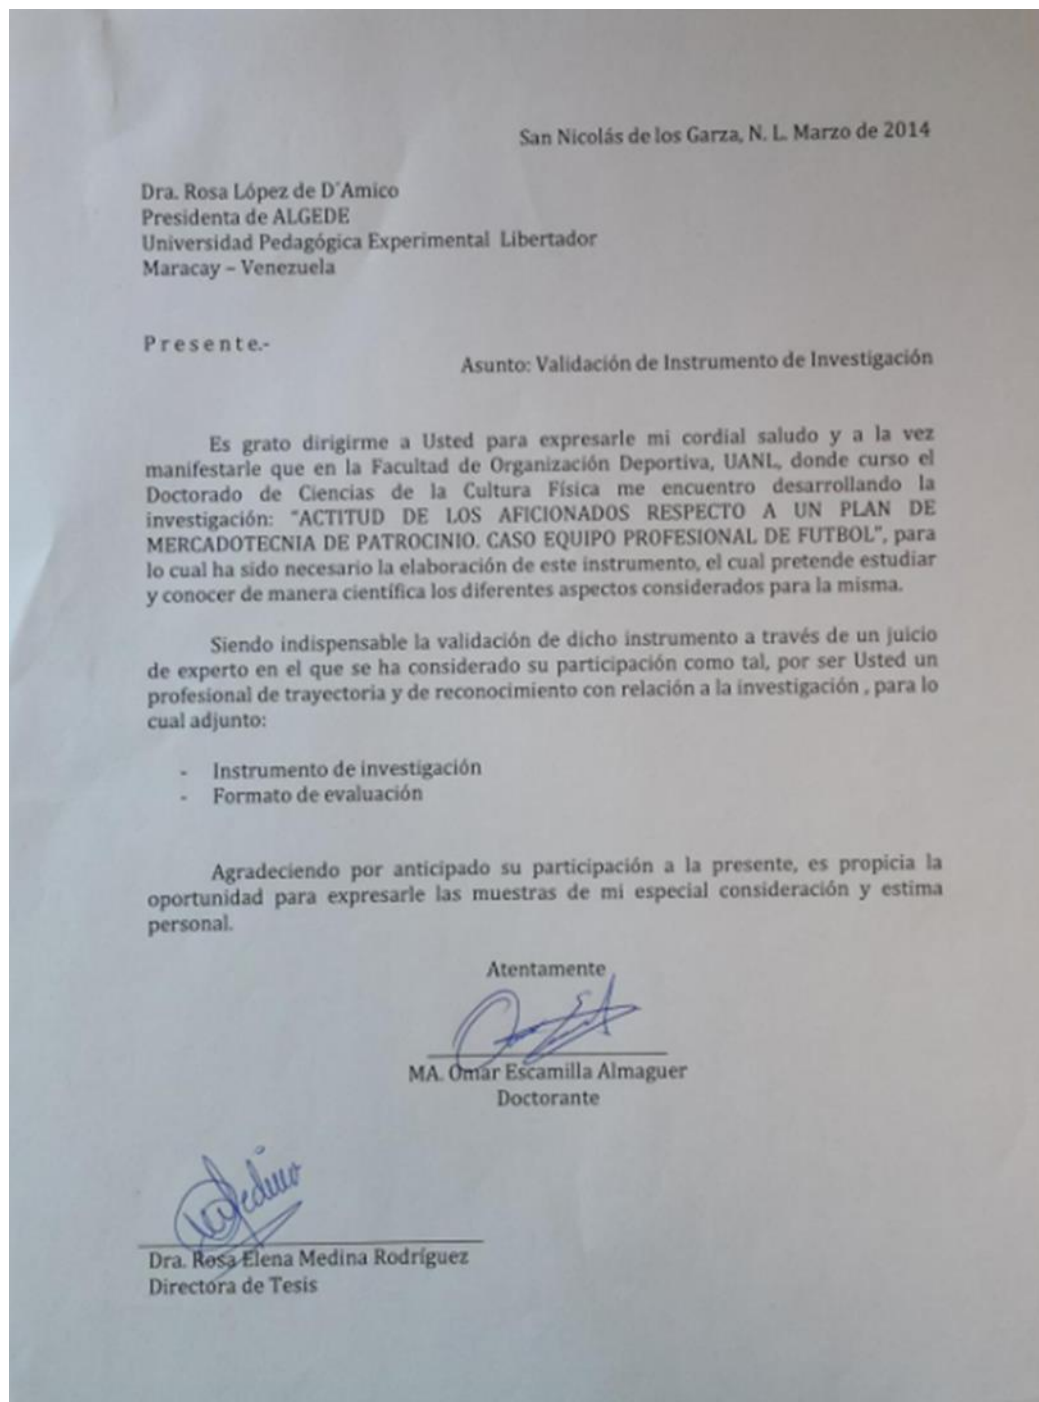 San Nicolás de los Garza, N. L. Marzo de 2014
Dra. Rosa López de D´Amico
Presidenta de ALGEDE
Universidad Pedagógica Experimental Libertador
Maracay – Venezuela
P r e s e n t e.-
Asunto: Validación de Instrumento de Investigación
Es grato dirigirme a Usted para expresarle mi cordial saludo y a la vez
manifestarle que en la Facultad de Organización Deportiva, UANL, donde curso el
Doctorado de Ciencias de la Cultura Física me encuentro desarrollando la
investigación: "ACTITUD DE LOS AFICIONADOS RESPECTO A UN PLAN DE
MERCADOTECNIA DE PATROCINIO. CASO EQUIPO PROFESIONAL DE FUTBOL", para
lo cual ha sido necesario la elaboración de este instrumento, el cual pretende estudiar
y conocer de manera científica los diferentes aspectos considerados para la misma.
Siendo indispensable la validación de dicho instrumento a través de un juicio
de experto en el que se ha considerado su participación como tal, por ser Usted un
profesional de trayectoria y de reconocimiento con relación a la investigación , para lo
cual adjunto:
- Instrumento de investigación
- Formato de evaluación
Agradeciendo por anticipado su participación a la presente, es propicia la
oportunidad para expresarle las muestras de mi especial consideración y estima
personal.
Atentamente
MA. Omar Escamilla Almaguer
Doctorante
Dra. Rosa Elena Medina Rodríguez
Directora de Tesis